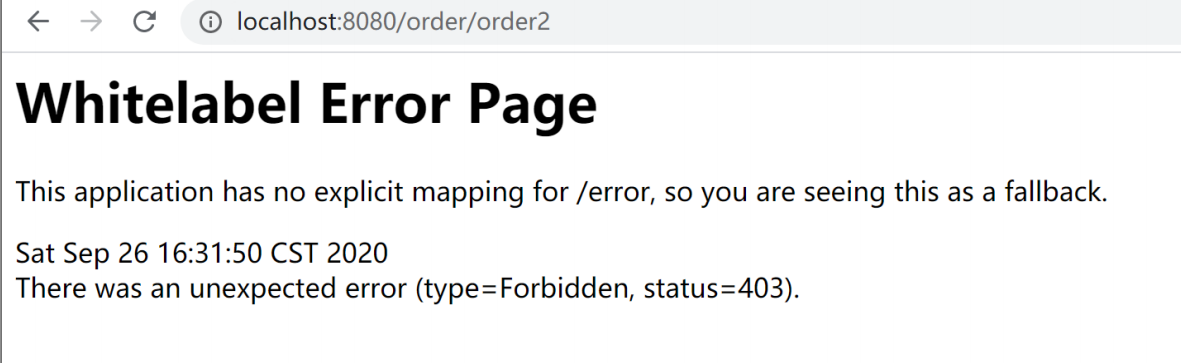 localhost:8080/order/order2
Whitelabel Error Page
This application has no explicit mapping for /error, so you are seeing this as a fallback.
Sat Sep 26 16:31:50 CST 2020
There was an unexpected error (type=Forbidden, status=403).